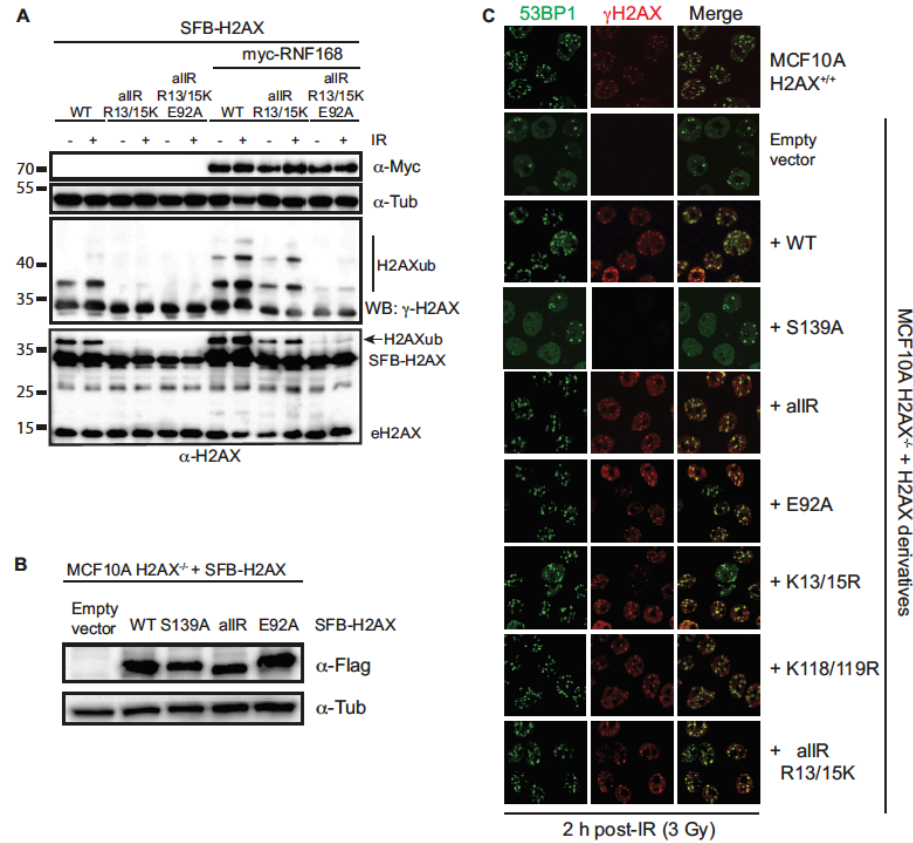 A
SFB-H2AX
myc-RNF168
WT allR R13/15K allR R13/15K E92A WT allR R13/15K allR R13/15K E92A
- + - + - + - + - + - + IR
70 α-Myc
55 α-Tub
40 H2AXub
35 WB: γ-H2AX
35 H2AXub
SFB-H2AX
25
15 eH2AX
α-H2AX
B
MCF10A H2AX-/- + SFB-H2AX
Empty vector WT S139A allR E92A SFB-H2AX
α-Flag
α-Tub
C
53BP1 γH2AX Merge
MCF10A
H2AX+/+
Empty
vector
+ WT
+ S139A
+ allR
+ E92A
+ K13/15R
+ K118/119R
+ allR
R13/15K
MCF10A H2AX-/- + H2AX derivatives
2 h post-IR (3 Gy)